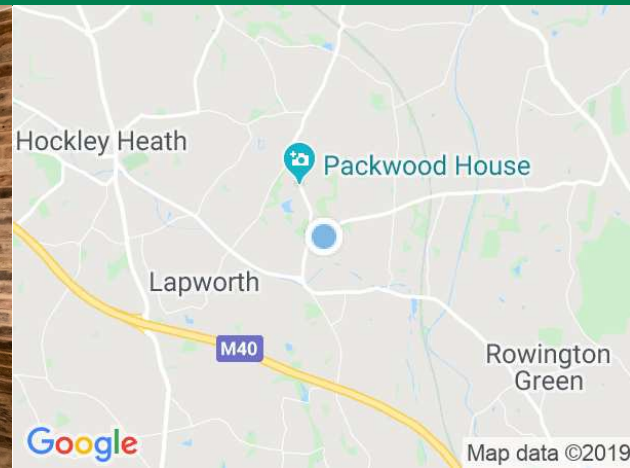 Hockley Heath
Packwood House
Lapworth
M40
Rowington
Green
Google
Map data ©2019